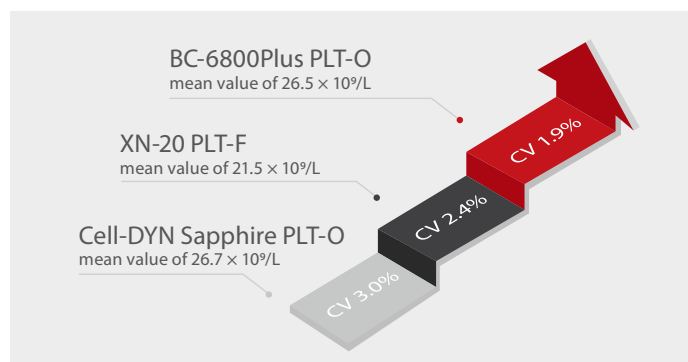 BC-6800Plus PLT-O
mean value of 26.5 × 10⁹/L
CV 1.9%
XN-20 PLT-F
mean value of 21.5 × 10⁹/L
CV 2.4%
Cell-DYN Sapphire PLT-O
mean value of 26.7 × 10⁹/L
CV 3.0%